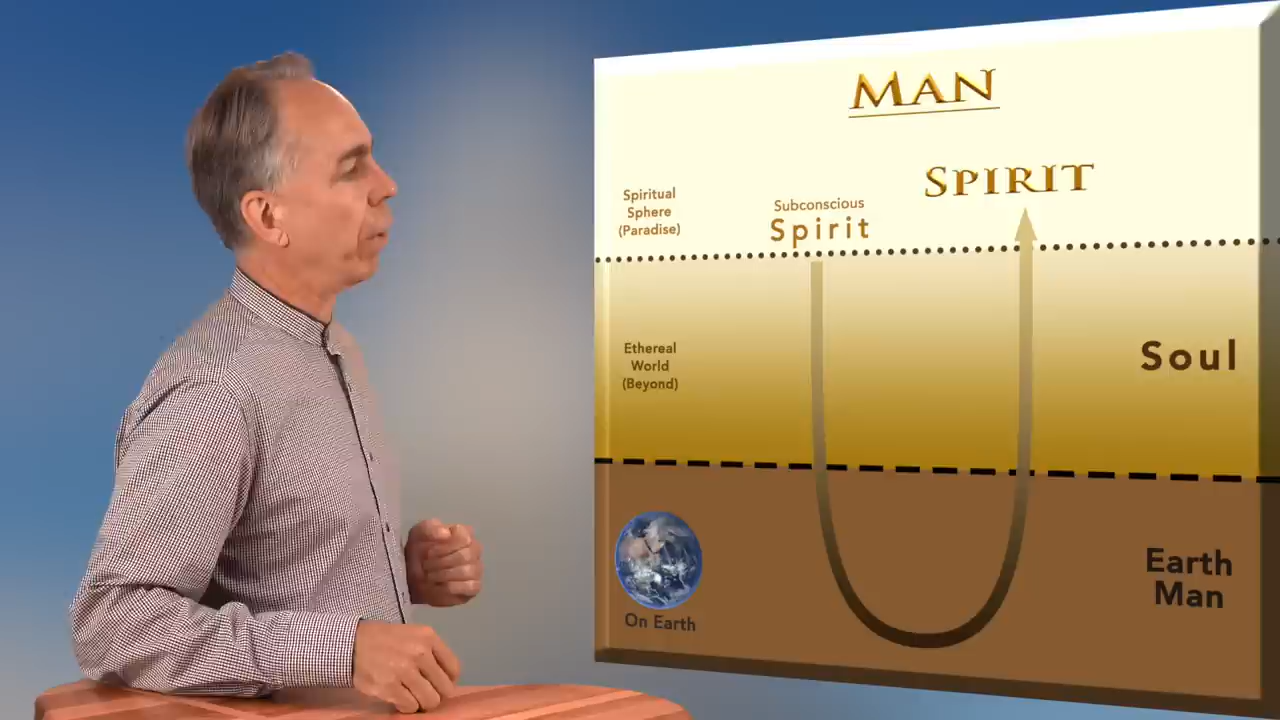 MAN
SPIRIT
Spiritual
Sphere
(Paradise)
Subconscious
Spirit
Ethereal
World
(Beyond)
Soul
Earth
Man
On Earth